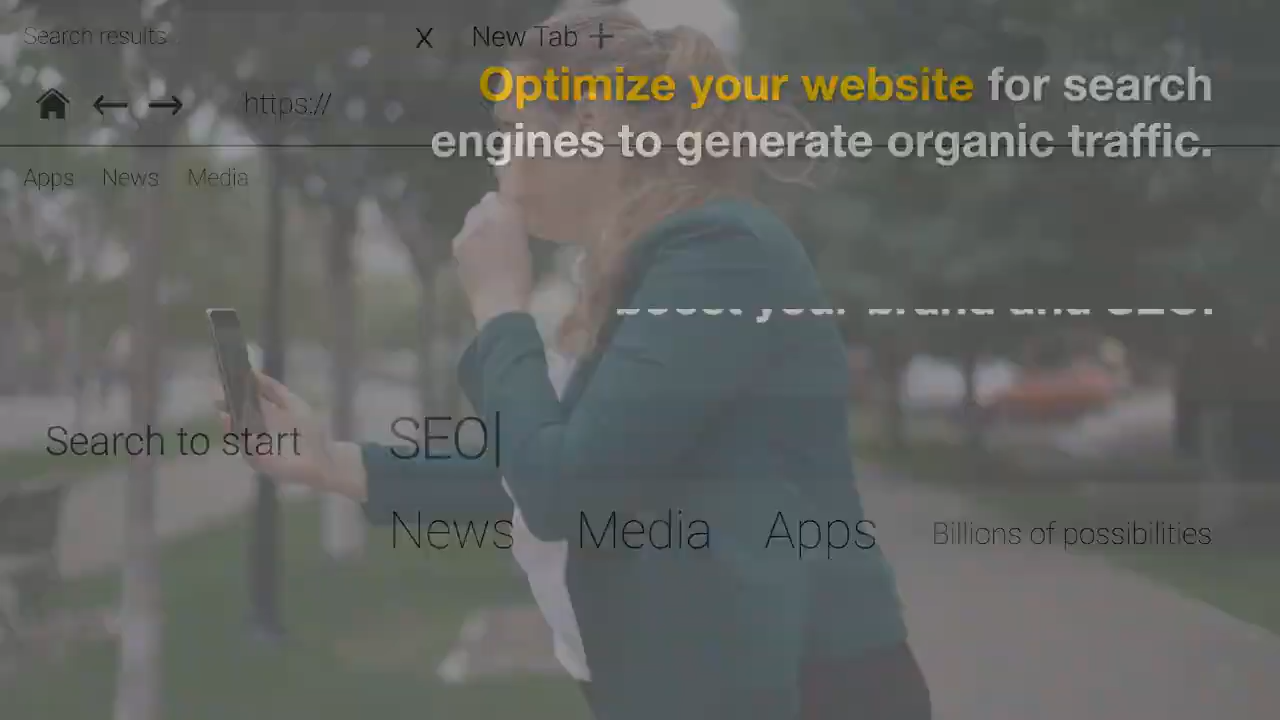 Search results
X New Tab +
Optimize your website for search
engines to generate organic traffic.
https://
Apps News Media
Search to start SEO|
News Media Apps Billions of possibilities